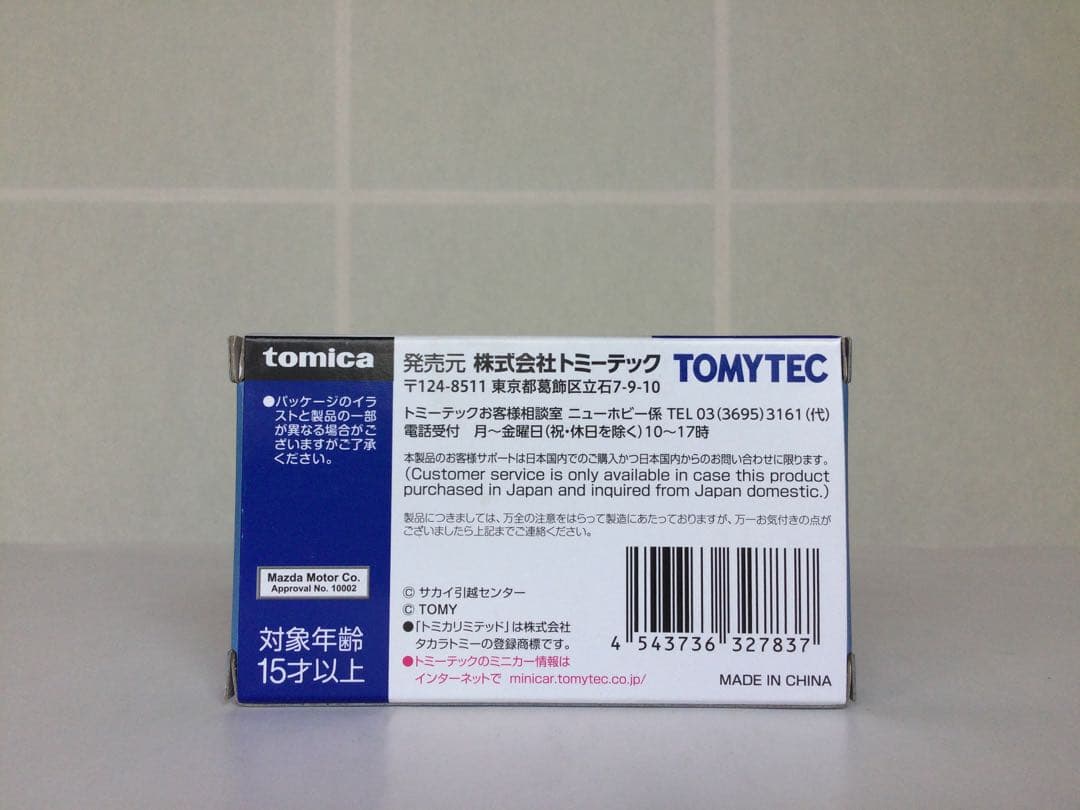 tomica
●パッケージのイラ
ストと製品の一部
が異なる場合がご
ざいますがご了承
ください。
Mazda Motor Co.
Approval No. 10002
対象年齢
15才以上
発売元 株式会社トミーテック TOMYTEC
〒124-8511 東京都葛飾区立石7-9-10
トミーテックお客様相談室 ニューホビー係 TEL 03(3695)3161(代)
電話受付 月〜金曜日(祝・休日を除く)10〜17時
本製品のお客様サポートは日本国内でのご購入かつ日本国内からのお問い合わせに限ります。
(Customer service is only available in case this product
purchased in Japan and inquired from Japan domestic.)
製品につきましては、万全の注意をはらって製造にあたっておりますが、万一お気付きの点が
ございましたら上記までご連絡ください。
© サカイ引越センター
© TOMY
●「トミカリミテッド」は株式会社
タカラトミーの登録商標です。
●トミーテックのミニカー情報は
インターネットで minicar.tomytec.co.jp/
4 543736 327837
MADE IN CHINA